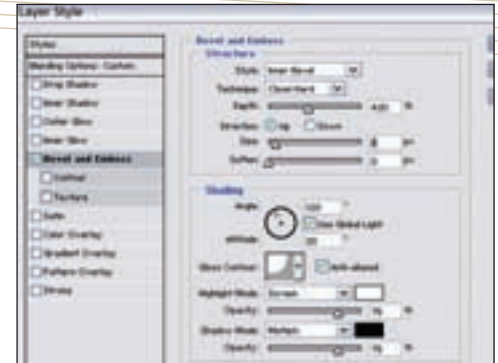 Layer Style
Styles
Blending Options: Custom
Drop Shadow
Inner Shadow
Outer Glow
Inner Glow
Bevel and Emboss
Contour
Texture
Satin
Color Overlay
Gradient Overlay
Pattern Overlay
Stroke
Bevel and Emboss
Structure
Style: Inner Bevel
Technique: Chisel Hard
Depth: %
Direction: Up Down
Size: px
Soften: px
Shading
Angle: °
Use Global Light
Altitude: °
Gloss Contour: Anti-aliased
Highlight Mode: Screen
Opacity: 75 %
Shadow Mode: Multiply
Opacity: 75 %